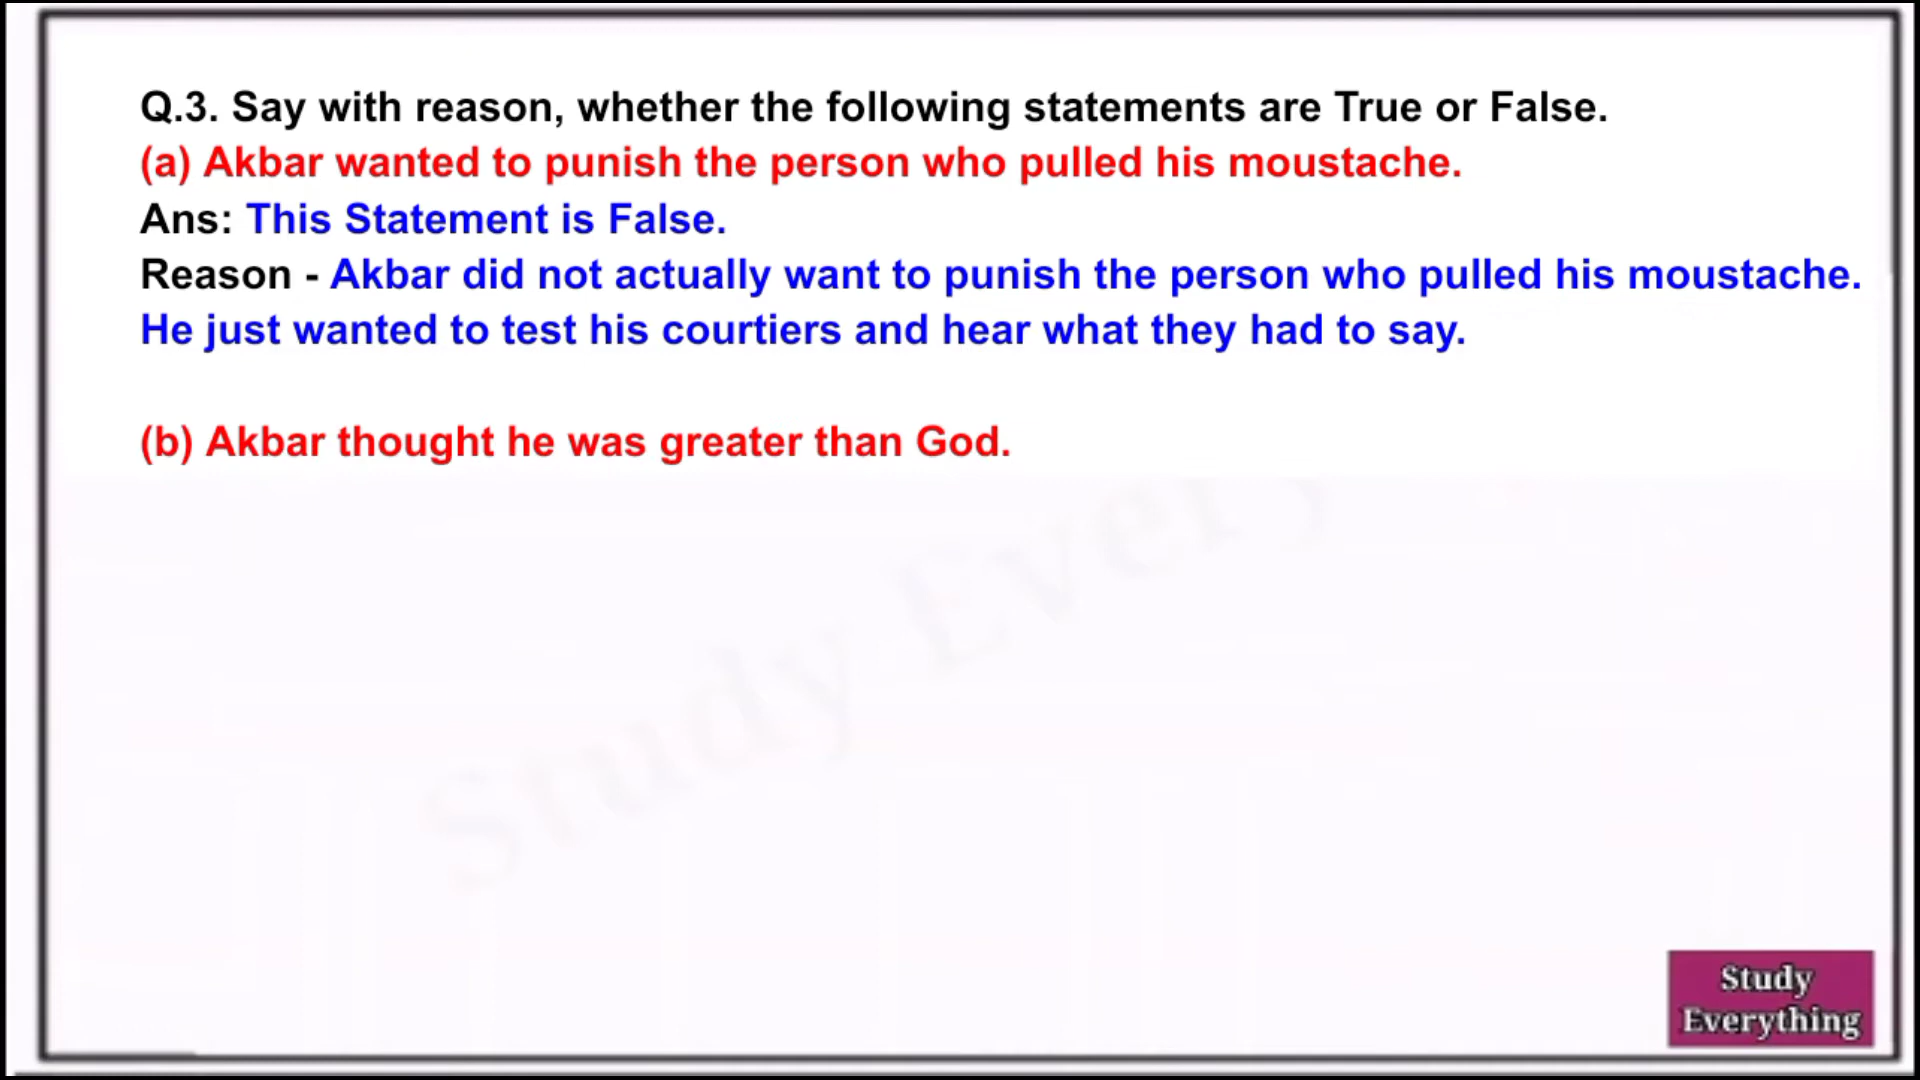 Q.3. Say with reason, whether the following statements are True or False.
(a) Akbar wanted to punish the person who pulled his moustache.
Ans: This Statement is False.
Reason - Akbar did not actually want to punish the person who pulled his moustache.
He just wanted to test his courtiers and hear what they had to say.
(b) Akbar thought he was greater than God.
Study Every
Study
Everything